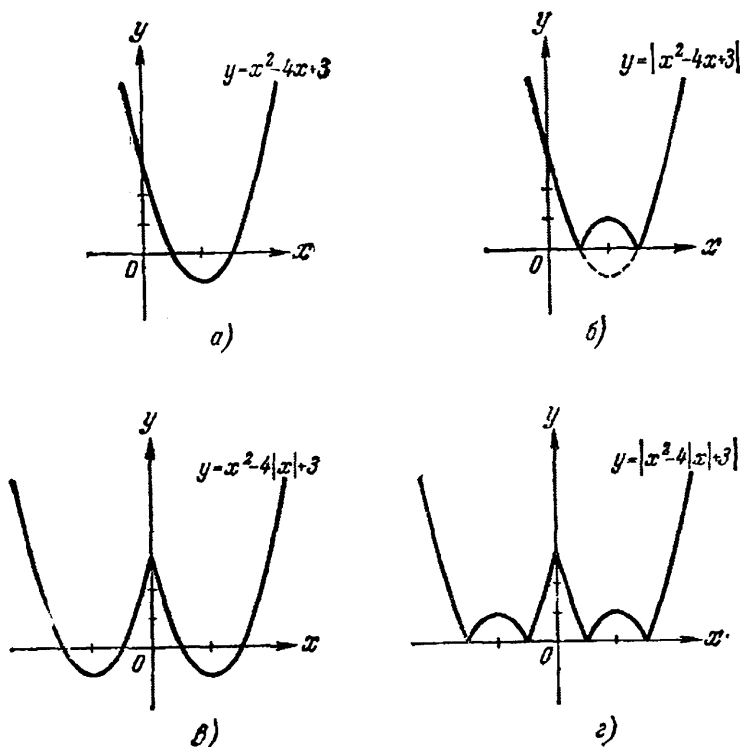 y
y=x²-4x+3
0
x
а)
y
y=|x²-4x+3|
0
x
б)
y
y=x²-4|x|+3
0
x
в)
y
y=|x²-4|x|+3|
0
x
г)